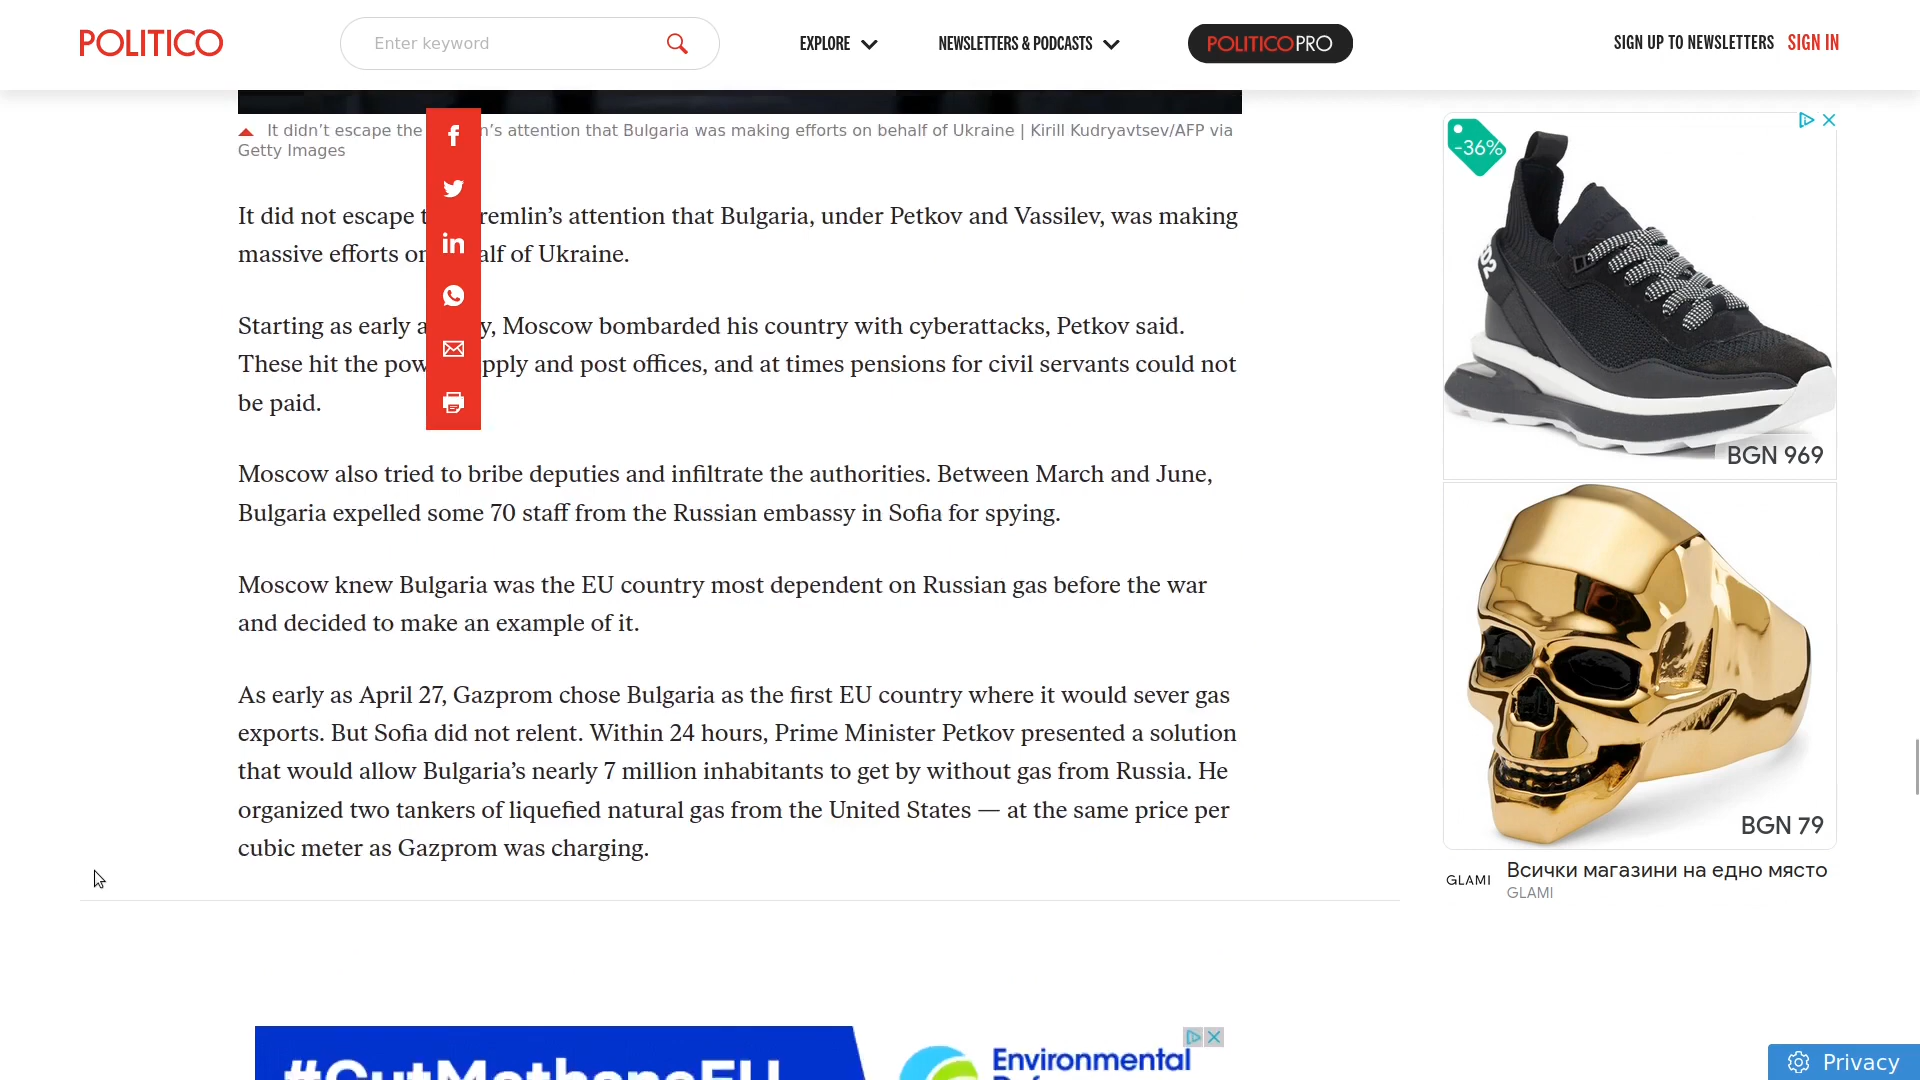 POLITICO
Enter keyword
EXPLORE
NEWSLETTERS & PODCASTS
POLITICOPRO
SIGN UP TO NEWSLETTERS
SIGN IN
It didn’t escape the n’s attention that Bulgaria was making efforts on behalf of Ukraine | Kirill Kudryavtsev/AFP via
Getty Images
It did not escape t remlin’s attention that Bulgaria, under Petkov and Vassilev, was making
massive efforts on alf of Ukraine.
Starting as early a y, Moscow bombarded his country with cyberattacks, Petkov said.
These hit the pow pply and post offices, and at times pensions for civil servants could not
be paid.
Moscow also tried to bribe deputies and infiltrate the authorities. Between March and June,
Bulgaria expelled some 70 staff from the Russian embassy in Sofia for spying.
Moscow knew Bulgaria was the EU country most dependent on Russian gas before the war
and decided to make an example of it.
As early as April 27, Gazprom chose Bulgaria as the first EU country where it would sever gas
exports. But Sofia did not relent. Within 24 hours, Prime Minister Petkov presented a solution
that would allow Bulgaria’s nearly 7 million inhabitants to get by without gas from Russia. He
organized two tankers of liquefied natural gas from the United States — at the same price per
cubic meter as Gazprom was charging.
-36%
BGN 969
BGN 79
GLAMI
Всички магазини на едно място
GLAMI
#CutMethaneEU
Environmental
Privacy